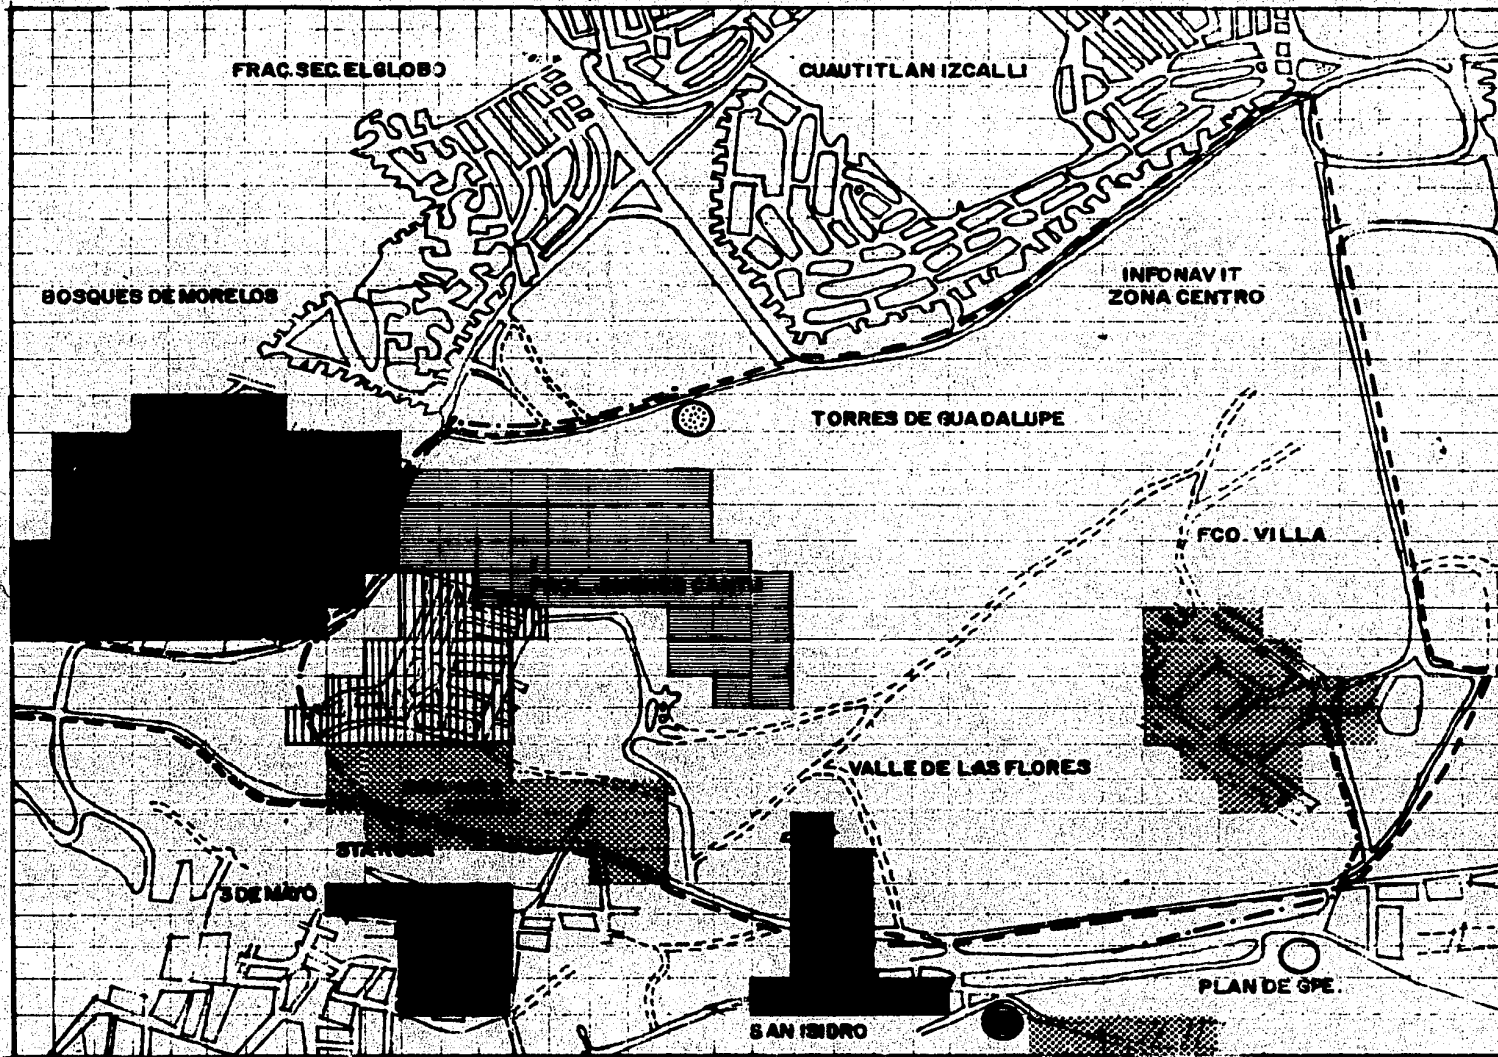 FRAC. SEC. EL GLOBO
CUAUTITLAN IZCALLI
BOSQUES DE MORELOS
INFONAVIT
ZONA CENTRO
TORRES DE GUADALUPE
FCO. VILLA
VALLE DE LAS FLORES
3 DE MAYO
PLAN DE GPE.
SAN ISIDRO